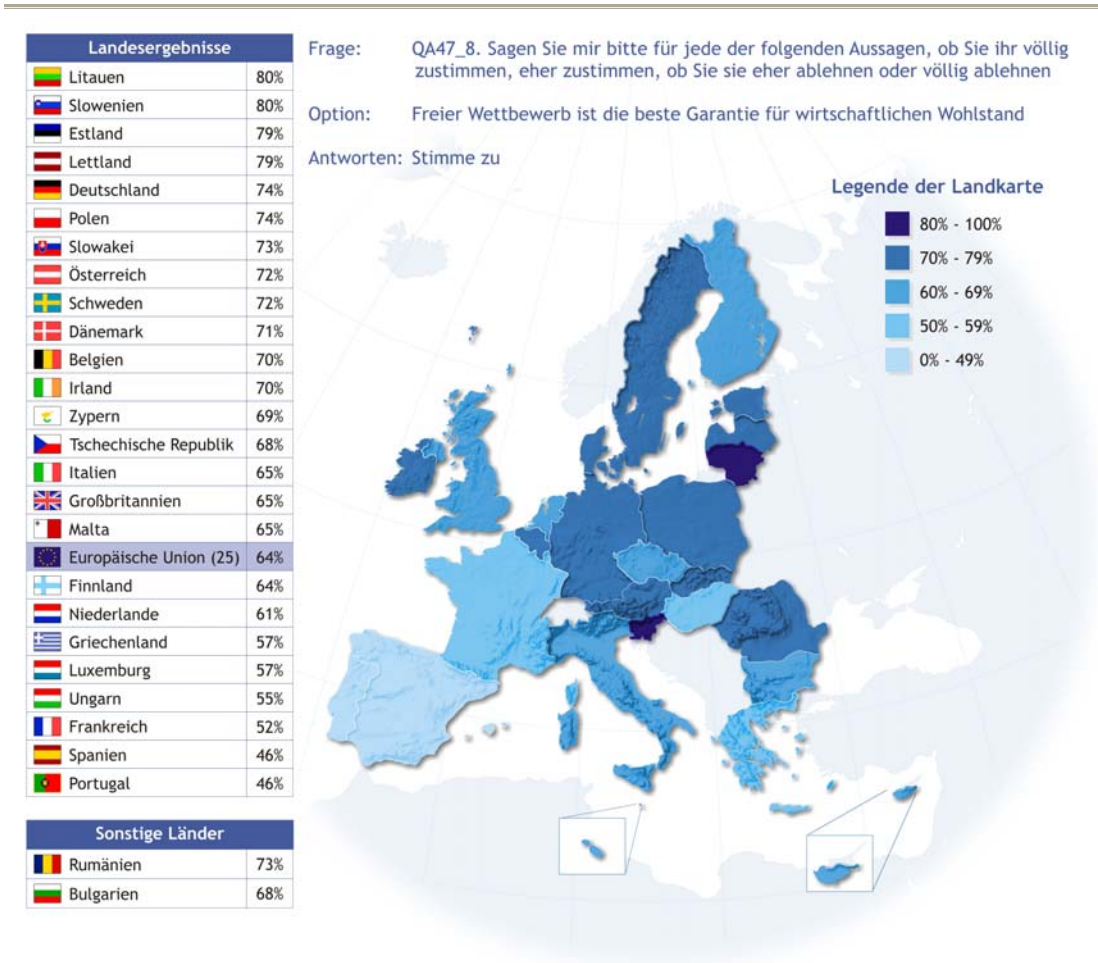 Landesergebnisse
Litauen 80%
Slowenien 80%
Estland 79%
Lettland 79%
Deutschland 74%
Polen 74%
Slowakei 73%
Österreich 72%
Schweden 72%
Dänemark 71%
Belgien 70%
Irland 70%
Zypern 69%
Tschechische Republik 68%
Italien 65%
Großbritannien 65%
Malta 65%
Europäische Union (25) 64%
Finnland 64%
Niederlande 61%
Griechenland 57%
Luxemburg 57%
Ungarn 55%
Frankreich 52%
Spanien 46%
Portugal 46%
Sonstige Länder
Rumänien 73%
Bulgarien 68%
Frage: QA47_8. Sagen Sie mir bitte für jede der folgenden Aussagen, ob Sie ihr völlig
zustimmen, eher zustimmen, ob Sie sie eher ablehnen oder völlig ablehnen
Option: Freier Wettbewerb ist die beste Garantie für wirtschaftlichen Wohlstand
Antworten: Stimme zu
Legende der Landkarte
80% - 100%
70% - 79%
60% - 69%
50% - 59%
0% - 49%